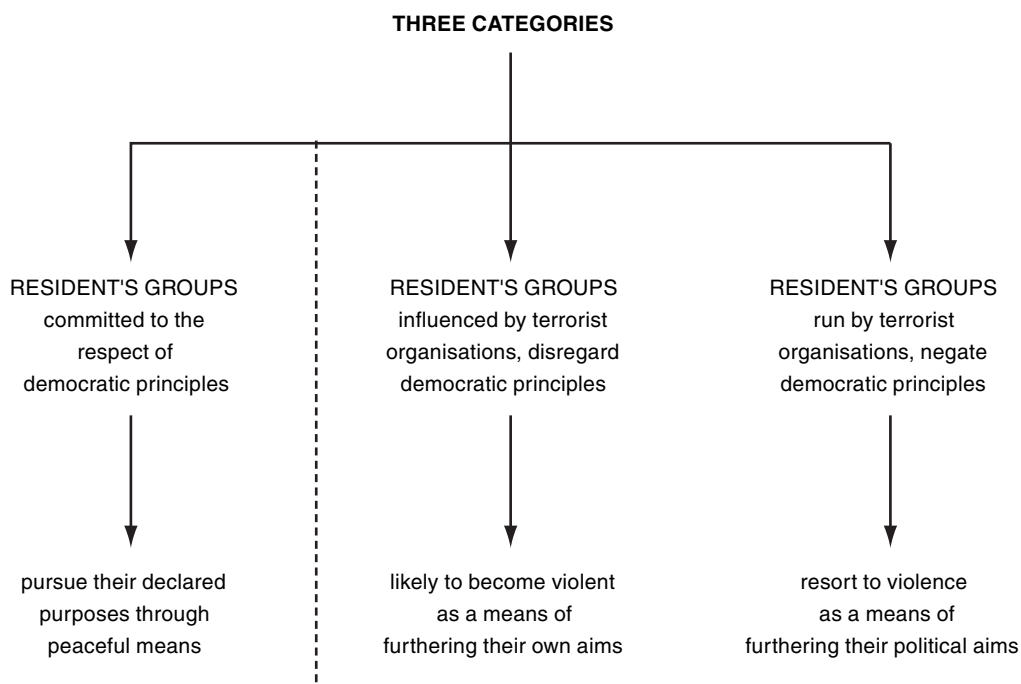 THREE CATEGORIES
RESIDENT'S GROUPS
committed to the
respect of
democratic principles
RESIDENT'S GROUPS
influenced by terrorist
organisations, disregard
democratic principles
RESIDENT'S GROUPS
run by terrorist
organisations, negate
democratic principles
pursue their declared
purposes through
peaceful means
likely to become violent
as a means of
furthering their own aims
resort to violence
as a means of
furthering their political aims